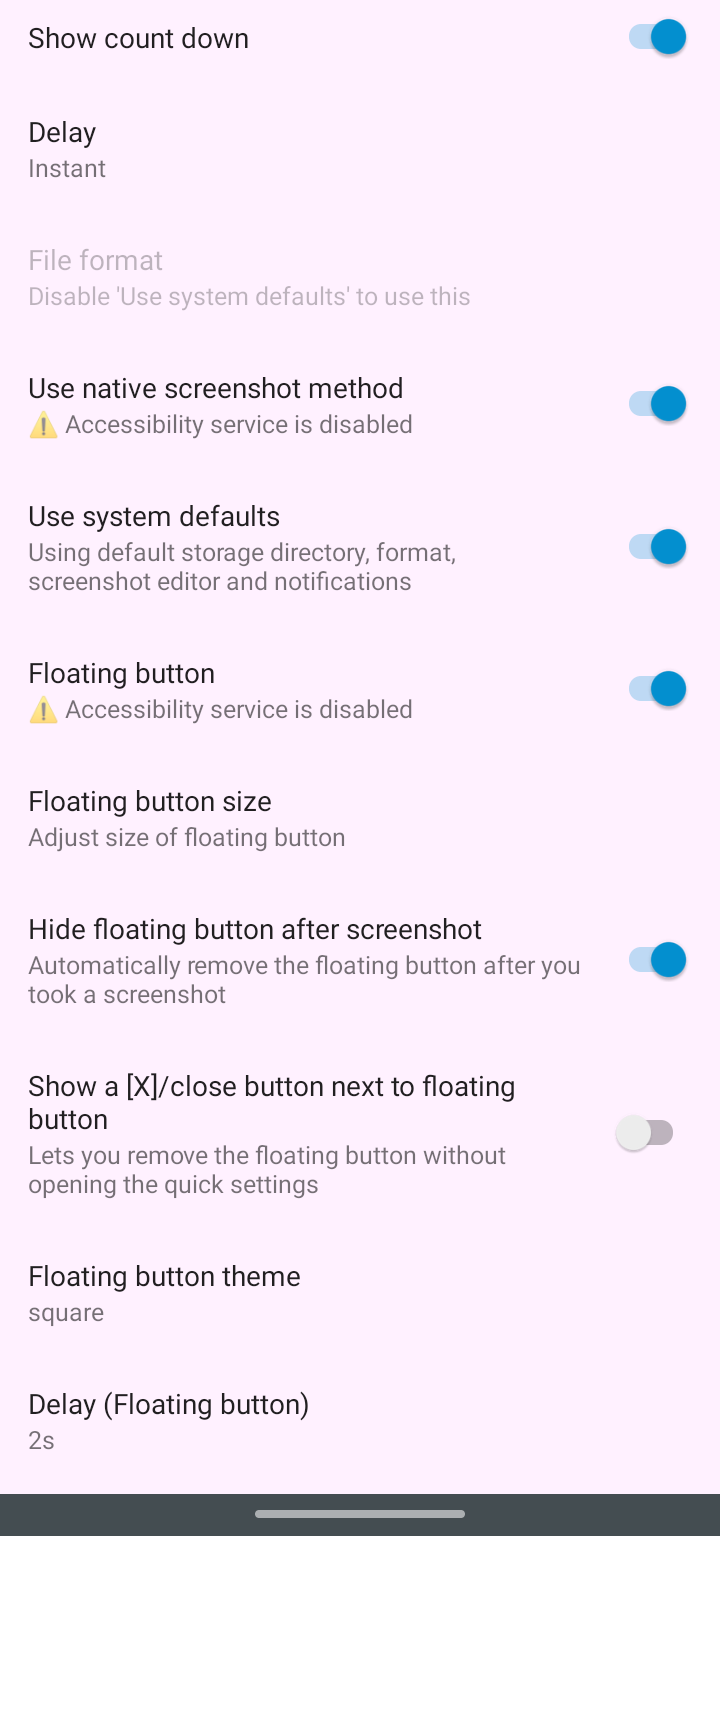 Show count down
Delay
Instant
File format
Disable 'Use system defaults' to use this
Use native screenshot method
⚠️ Accessibility service is disabled
Use system defaults
Using default storage directory, format,
screenshot editor and notifications
Floating button
⚠️ Accessibility service is disabled
Floating button size
Adjust size of floating button
Hide floating button after screenshot
Automatically remove the floating button after you
took a screenshot
Show a [X]/close button next to floating
button
Lets you remove the floating button without
opening the quick settings
Floating button theme
square
Delay (Floating button)
2s